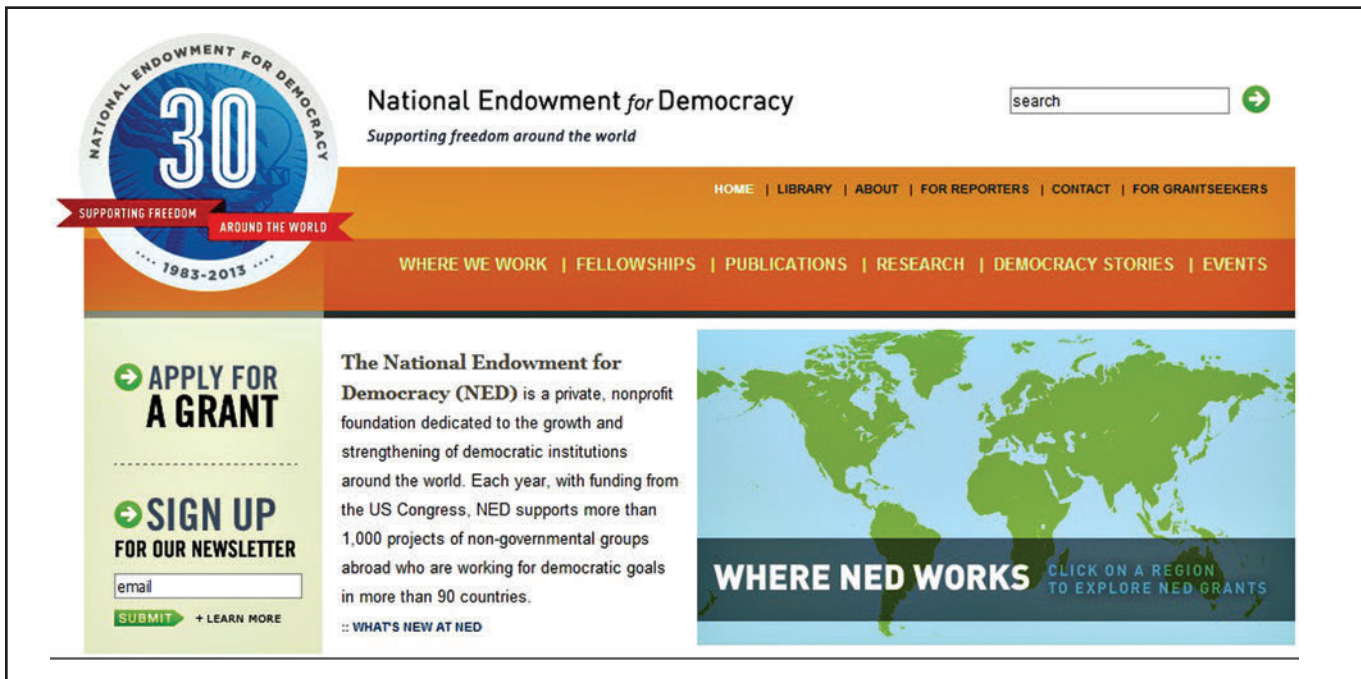 NATIONAL ENDOWMENT FOR DEMOCRACY
30
SUPPORTING FREEDOM
AROUND THE WORLD
1983-2013
National Endowment for Democracy
Supporting freedom around the world
search
HOME | LIBRARY | ABOUT | FOR REPORTERS | CONTACT | FOR GRANTSEEKERS
WHERE WE WORK | FELLOWSHIPS | PUBLICATIONS | RESEARCH | DEMOCRACY STORIES | EVENTS
APPLY FOR
A GRANT
SIGN UP
FOR OUR NEWSLETTER
email
SUBMIT + LEARN MORE
The National Endowment for
Democracy (NED) is a private, nonprofit
foundation dedicated to the growth and
strengthening of democratic institutions
around the world. Each year, with funding from
the US Congress, NED supports more than
1,000 projects of non-governmental groups
abroad who are working for democratic goals
in more than 90 countries.
:: WHAT'S NEW AT NED
WHERE NED WORKS
CLICK ON A REGION
TO EXPLORE NED GRANTS